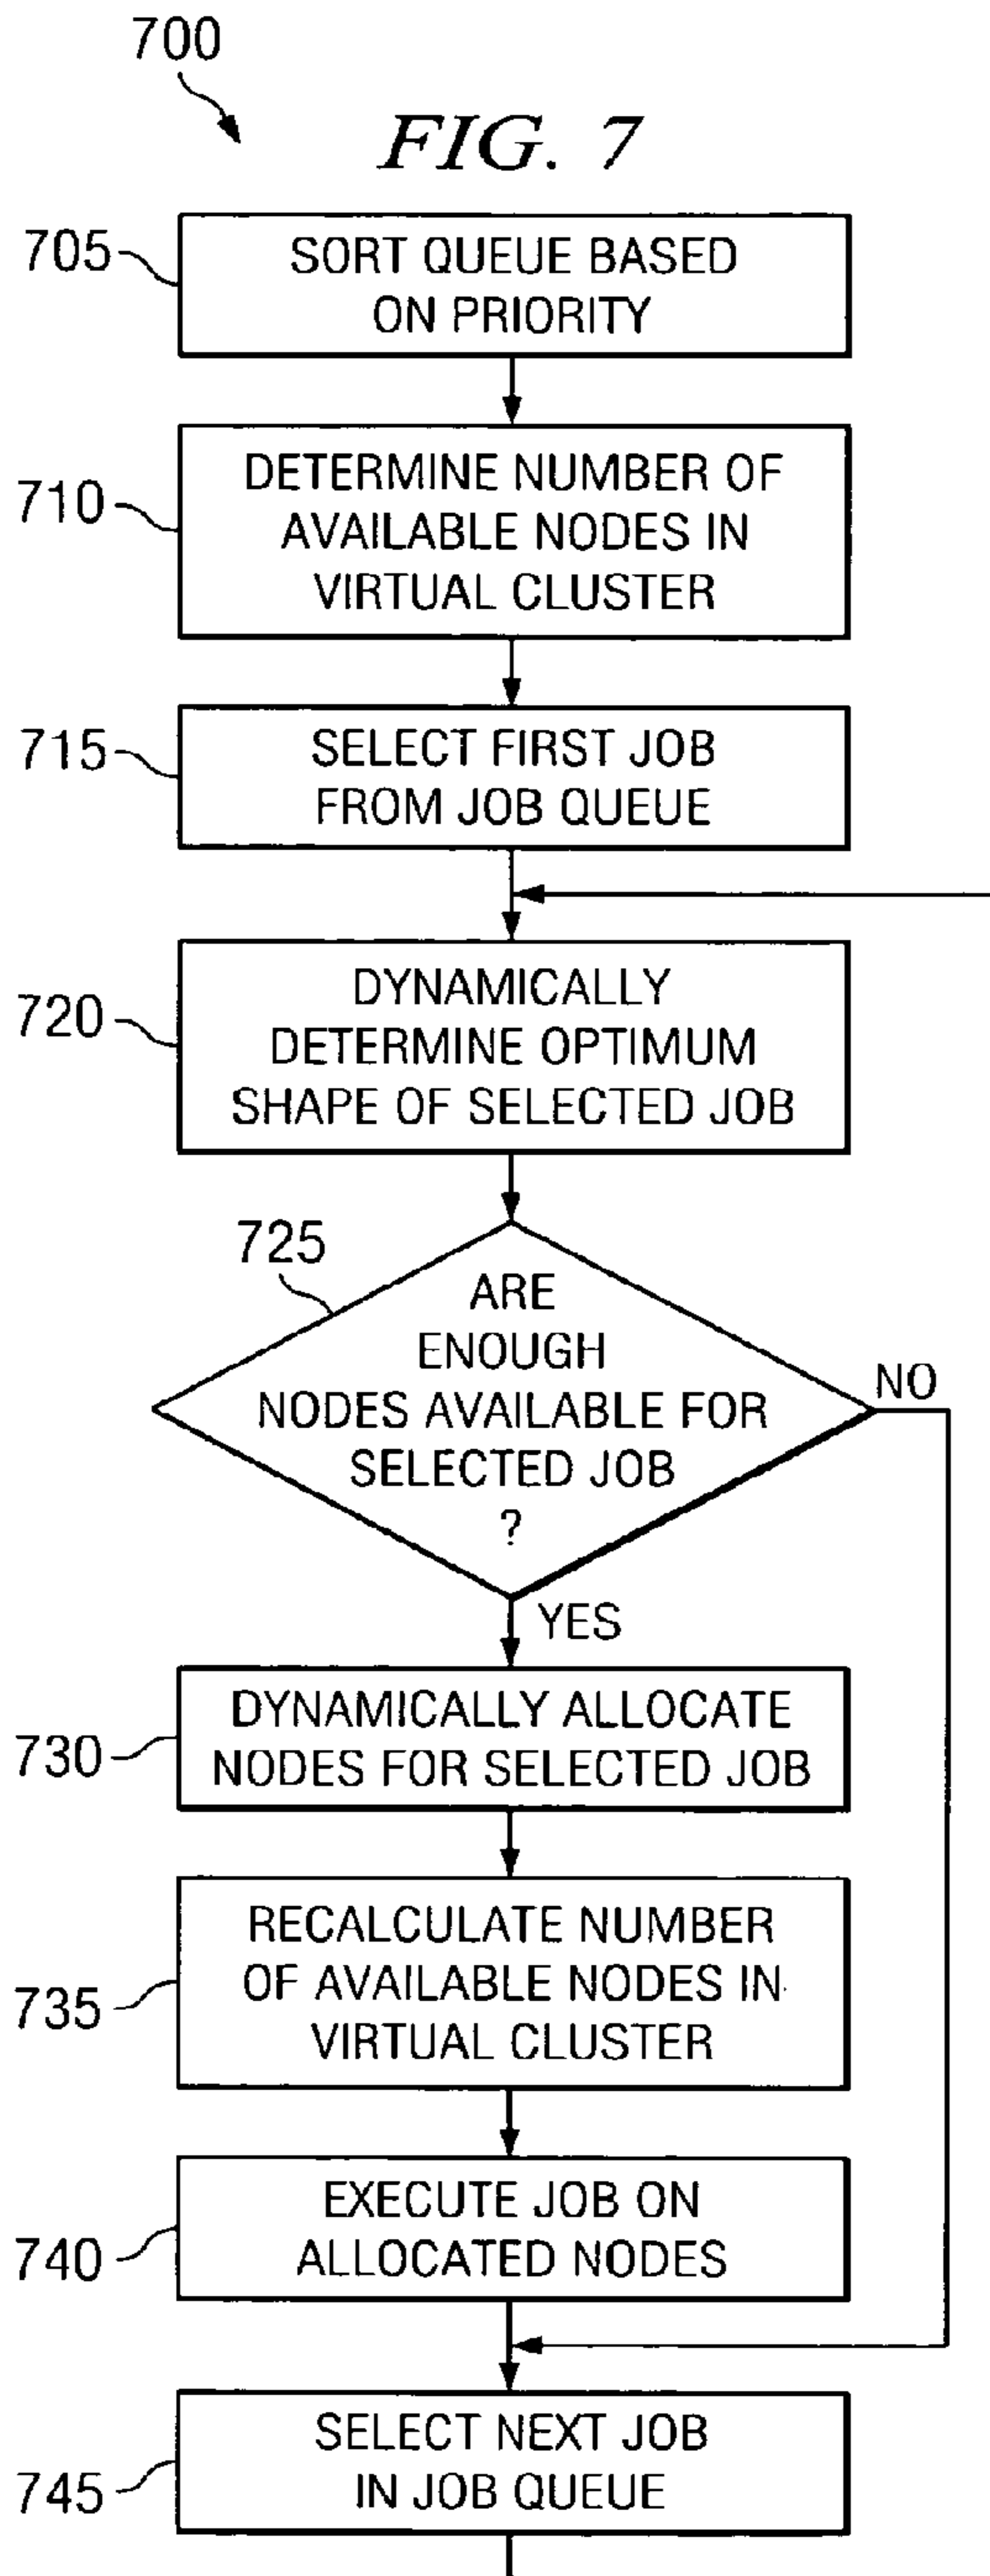 700
FIG. 7
705
SORT QUEUE BASED
ON PRIORITY
710
DETERMINE NUMBER OF
AVAILABLE NODES IN
VIRTUAL CLUSTER
715
SELECT FIRST JOB
FROM JOB QUEUE
720
DYNAMICALLY
DETERMINE OPTIMUM
SHAPE OF SELECTED JOB
725
ARE
ENOUGH
NODES AVAILABLE FOR
SELECTED JOB
?
NO
YES
730
DYNAMICALLY ALLOCATE
NODES FOR SELECTED JOB
735
RECALCULATE NUMBER
OF AVAILABLE NODES IN
VIRTUAL CLUSTER
740
EXECUTE JOB ON
ALLOCATED NODES
745
SELECT NEXT JOB
IN JOB QUEUE